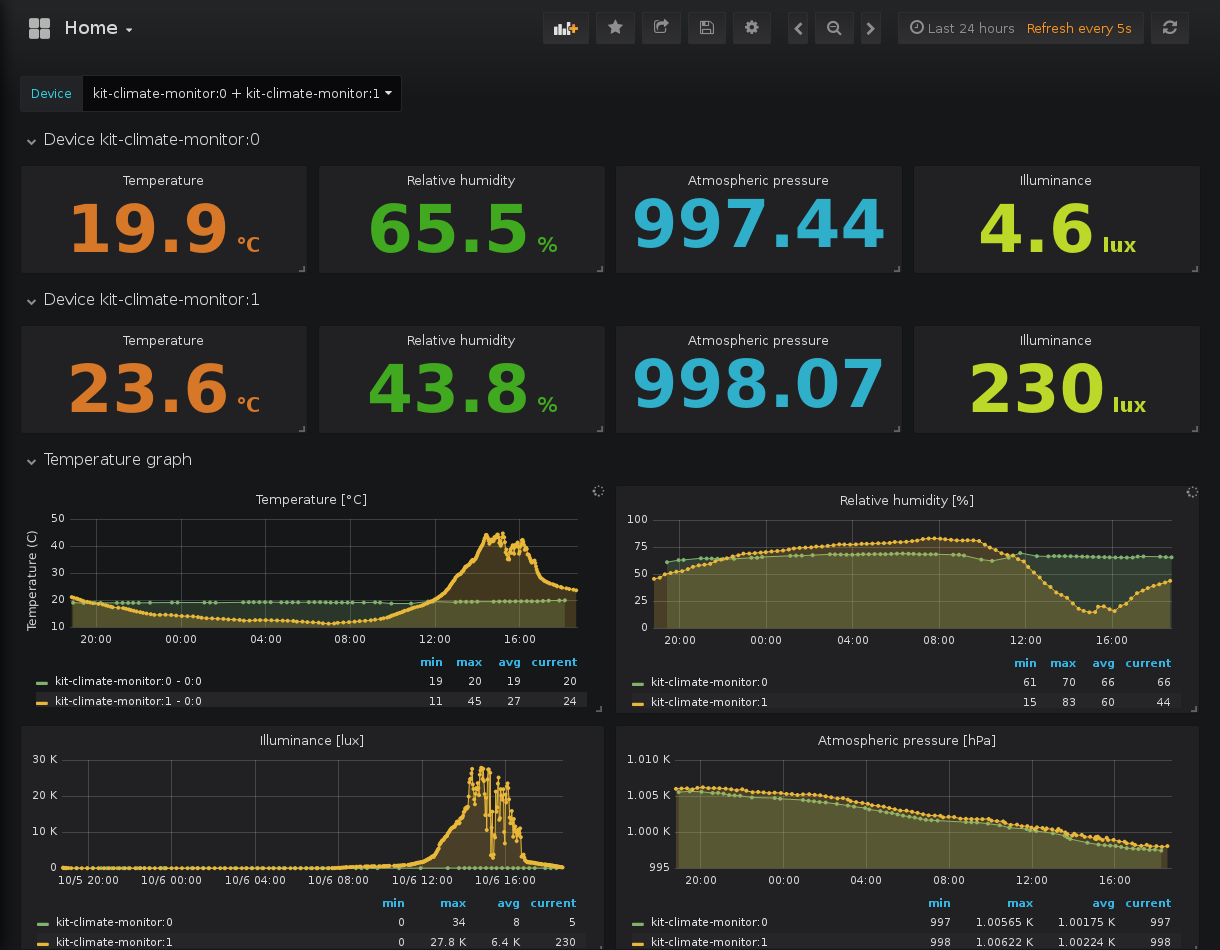 Home
Last 24 hours Refresh every 5s
Device kit-climate-monitor:0 + kit-climate-monitor:1
Device kit-climate-monitor:0
Temperature Relative humidity Atmospheric pressure Illuminance
19.9 °C 65.5 % 997.44 4.6 lux
Device kit-climate-monitor:1
Temperature Relative humidity Atmospheric pressure Illuminance
23.6 °C 43.8 % 998.07 230 lux
Temperature graph
Temperature [°C]
Temperature (C)
50
40
30
20
10
20:00 00:00 04:00 08:00 12:00 16:00
min max avg current
kit-climate-monitor:0 - 0:0 19 20 19 20
kit-climate-monitor:1 - 0:0 11 45 27 24
Relative humidity [%]
100
75
50
25
0
20:00 00:00 04:00 08:00 12:00 16:00
min max avg current
kit-climate-monitor:0 61 70 66 66
kit-climate-monitor:1 15 83 60 44
Illuminance [lux]
30 K
20 K
10 K
0
10/5 20:00 10/6 00:00 10/6 04:00 10/6 08:00 10/6 12:00 10/6 16:00
min max avg current
kit-climate-monitor:0 0 34 8 5
kit-climate-monitor:1 0 27.8 K 6.4 K 230
Atmospheric pressure [hPa]
1.010 K
1.005 K
1.000 K
995
20:00 00:00 04:00 08:00 12:00 16:00
min max avg current
kit-climate-monitor:0 997 1.00565 K 1.00175 K 997
kit-climate-monitor:1 998 1.00622 K 1.00224 K 998